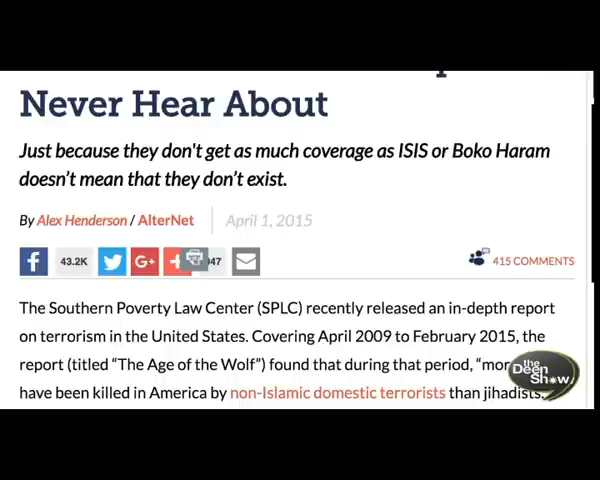 Never Hear About
Just because they don't get as much coverage as ISIS or Boko Haram
doesn't mean that they don't exist.
By Alex Henderson / AlterNet April 1, 2015
43.2K 47 415 COMMENTS
The Southern Poverty Law Center (SPLC) recently released an in-depth report
on terrorism in the United States. Covering April 2009 to February 2015, the
report (titled “The Age of the Wolf”) found that during that period, “
have been killed in America by non-Islamic domestic terrorists than jihadists.
the
Deen
Show